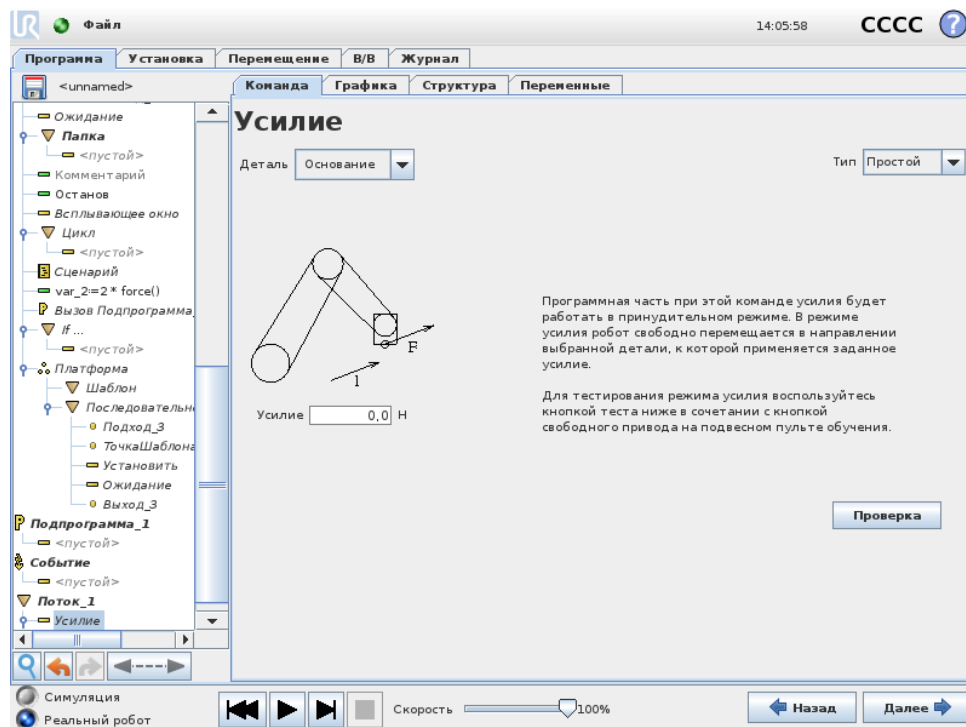 UR Файл 14:05:58 CCCC ?
Программа Установка Перемещение В/В Журнал
<unnamed>
Команда Графика Структура Переменные
Ожидание
Папка
<пустой>
Комментарий
Останов
Всплывающее окно
Цикл
<пустой>
Сценарий
var_2:=2 * force()
Вызов Подпрограмма_
If ...
<пустой>
Платформа
Шаблон
Последовательн
Подход_3
ТочкаШаблона
Установить
Ожидание
Выход_3
Подпрограмма_1
<пустой>
Событие
<пустой>
Поток_1
Усилие
Усилие
Деталь Основание
Тип Простой
F
1
Усилие 0,0 Н
Программная часть при этой команде усилия будет
работать в принудительном режиме. В режиме
усилия робот свободно перемещается в направлении
выбранной детали, к которой применяется заданное
усилие.
Для тестирования режима усилия воспользуйтесь
кнопкой теста ниже в сочетании с кнопкой
свободного привода на подвесном пульте обучения.
Проверка
Симуляция
Реальный робот
Скорость 100%
Назад Далее